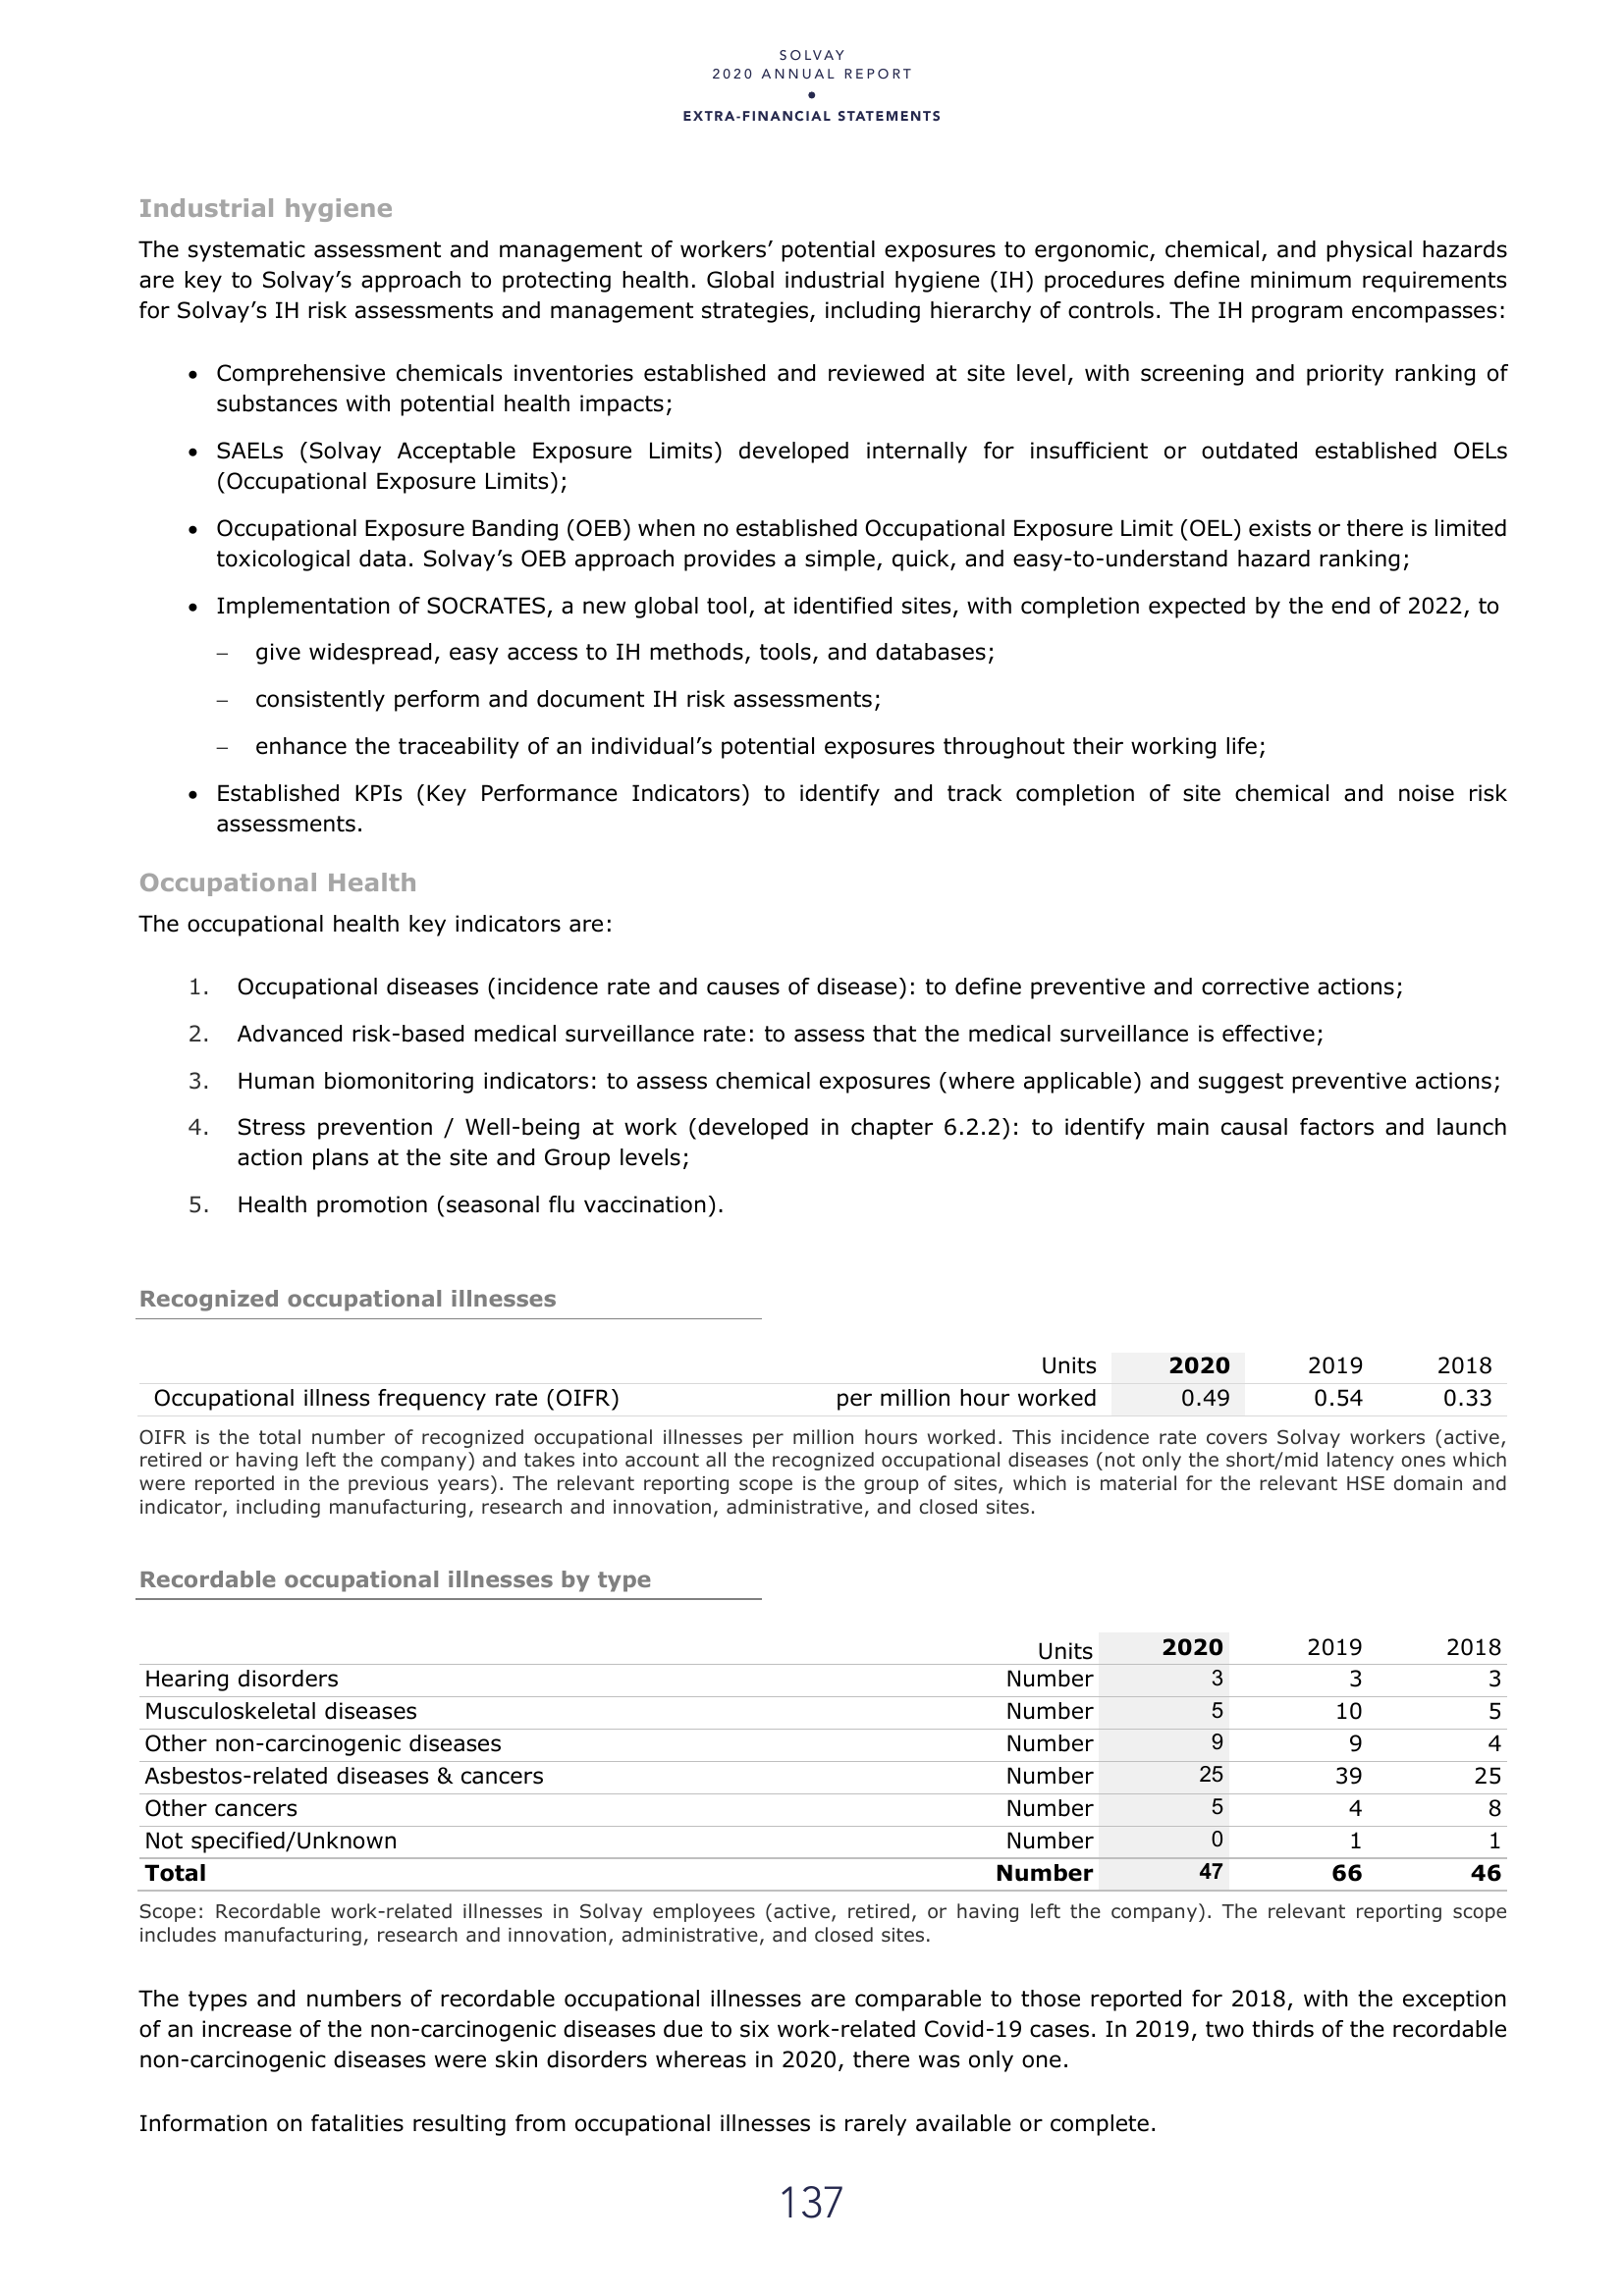 SOLVAY
2020 ANNUAL REPORT
•
EXTRA-FINANCIAL STATEMENTS
Industrial hygiene
The systematic assessment and management of workers’ potential exposures to ergonomic, chemical, and physical hazards
are key to Solvay’s approach to protecting health. Global industrial hygiene (IH) procedures define minimum requirements
for Solvay’s IH risk assessments and management strategies, including hierarchy of controls. The IH program encompasses:
• Comprehensive chemicals inventories established and reviewed at site level, with screening and priority ranking of
substances with potential health impacts;
• SAELs (Solvay Acceptable Exposure Limits) developed internally for insufficient or outdated established OELs
(Occupational Exposure Limits);
• Occupational Exposure Banding (OEB) when no established Occupational Exposure Limit (OEL) exists or there is limited
toxicological data. Solvay’s OEB approach provides a simple, quick, and easy-to-understand hazard ranking;
• Implementation of SOCRATES, a new global tool, at identified sites, with completion expected by the end of 2022, to
– give widespread, easy access to IH methods, tools, and databases;
– consistently perform and document IH risk assessments;
– enhance the traceability of an individual’s potential exposures throughout their working life;
• Established KPIs (Key Performance Indicators) to identify and track completion of site chemical and noise risk
assessments.
Occupational Health
The occupational health key indicators are:
1. Occupational diseases (incidence rate and causes of disease): to define preventive and corrective actions;
2. Advanced risk-based medical surveillance rate: to assess that the medical surveillance is effective;
3. Human biomonitoring indicators: to assess chemical exposures (where applicable) and suggest preventive actions;
4. Stress prevention / Well-being at work (developed in chapter 6.2.2): to identify main causal factors and launch
action plans at the site and Group levels;
5. Health promotion (seasonal flu vaccination).
Recognized occupational illnesses
Units 2020 2019 2018
Occupational illness frequency rate (OIFR) per million hour worked 0.49 0.54 0.33
OIFR is the total number of recognized occupational illnesses per million hours worked. This incidence rate covers Solvay workers (active,
retired or having left the company) and takes into account all the recognized occupational diseases (not only the short/mid latency ones which
were reported in the previous years). The relevant reporting scope is the group of sites, which is material for the relevant HSE domain and
indicator, including manufacturing, research and innovation, administrative, and closed sites.
Recordable occupational illnesses by type
Units 2020 2019 2018
Hearing disorders Number 3 3 3
Musculoskeletal diseases Number 5 10 5
Other non-carcinogenic diseases Number 9 9 4
Asbestos-related diseases & cancers Number 25 39 25
Other cancers Number 5 4 8
Not specified/Unknown Number 0 1 1
Total Number 47 66 46
Scope: Recordable work-related illnesses in Solvay employees (active, retired, or having left the company). The relevant reporting scope
includes manufacturing, research and innovation, administrative, and closed sites.
The types and numbers of recordable occupational illnesses are comparable to those reported for 2018, with the exception
of an increase of the non-carcinogenic diseases due to six work-related Covid-19 cases. In 2019, two thirds of the recordable
non-carcinogenic diseases were skin disorders whereas in 2020, there was only one.
Information on fatalities resulting from occupational illnesses is rarely available or complete.
137